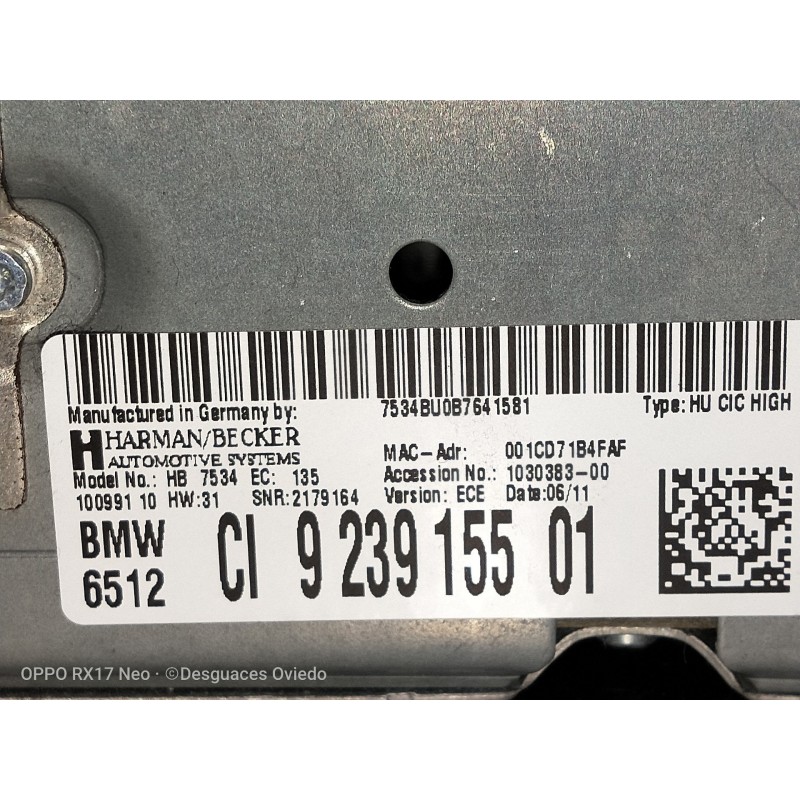 Manufactured in Germany by: 7534BU0B7641581 Type: HU CIC HIGH
HARMAN/BECKER
AUTOMOTIVE SYSTEMS
MAC-Adr: 001CD71B4FAF
Model No.: HB 7534 EC: 135 Accession No.: 1030383-00
10099110 HW:31 SNR:2179164 Version: ECE Date:06/11
BMW
6512
CI 9 239 155 01
OPPO RX17 Neo · ©Desguaces Oviedo